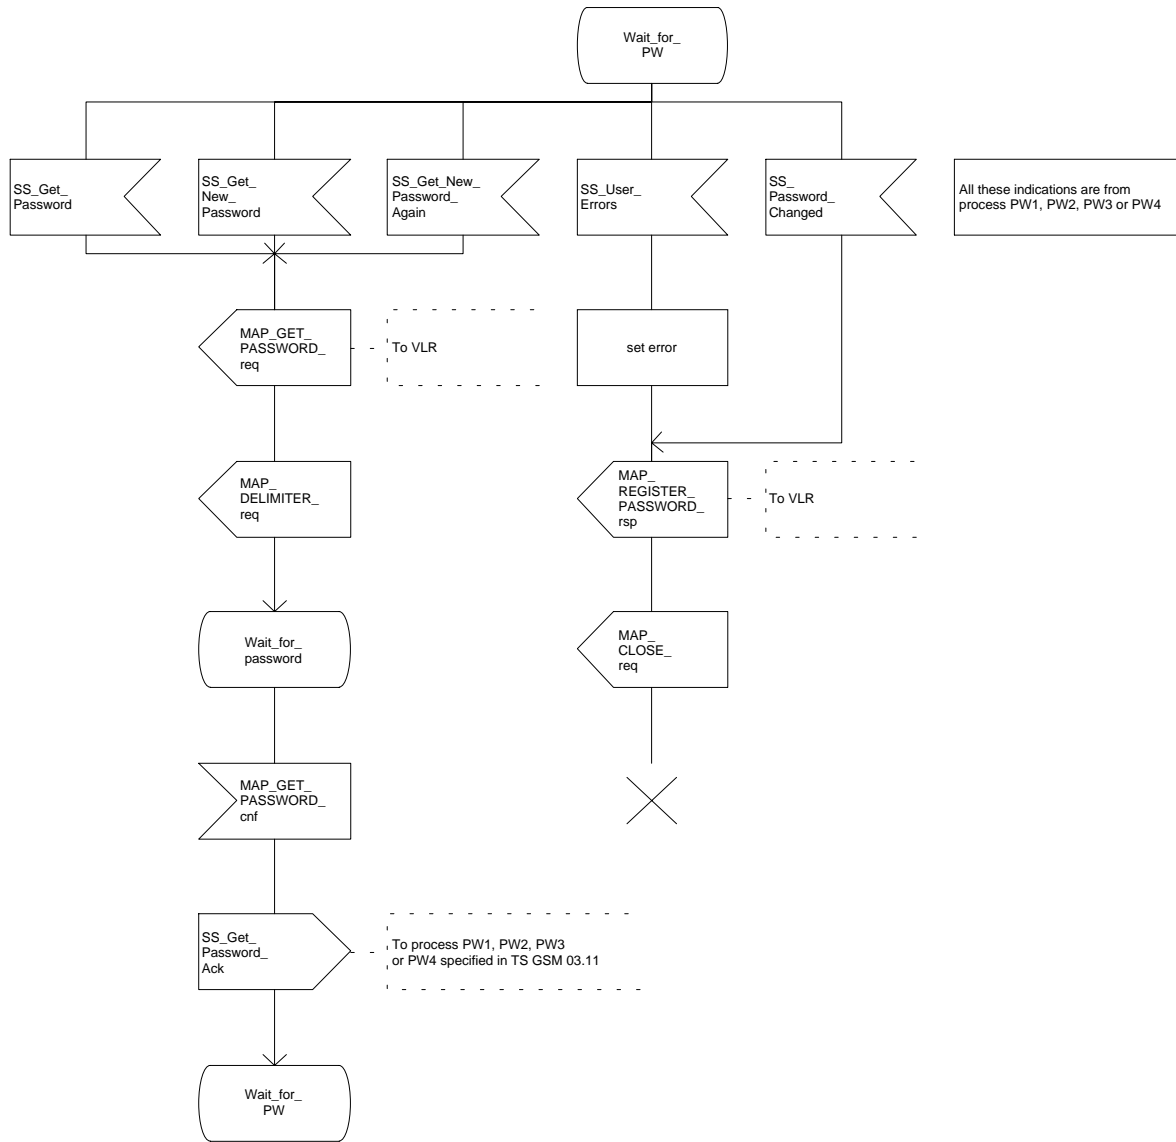 Wait_for_
PW
SS_Get_
Password
SS_Get_
New_
Password
SS_Get_New_
Password_
Again
SS_User_
Errors
SS_
Password_
Changed
All these indications are from
process PW1, PW2, PW3 or PW4
MAP_GET_
PASSWORD_
req
To VLR
set error
MAP_
DELIMITER_
req
MAP_
REGISTER_
PASSWORD_
rsp
To VLR
Wait_for_
password
MAP_
CLOSE_
req
MAP_GET_
PASSWORD_
cnf
SS_Get_
Password_
Ack
To process PW1, PW2, PW3
or PW4 specified in TS GSM 03.11
Wait_for_
PW